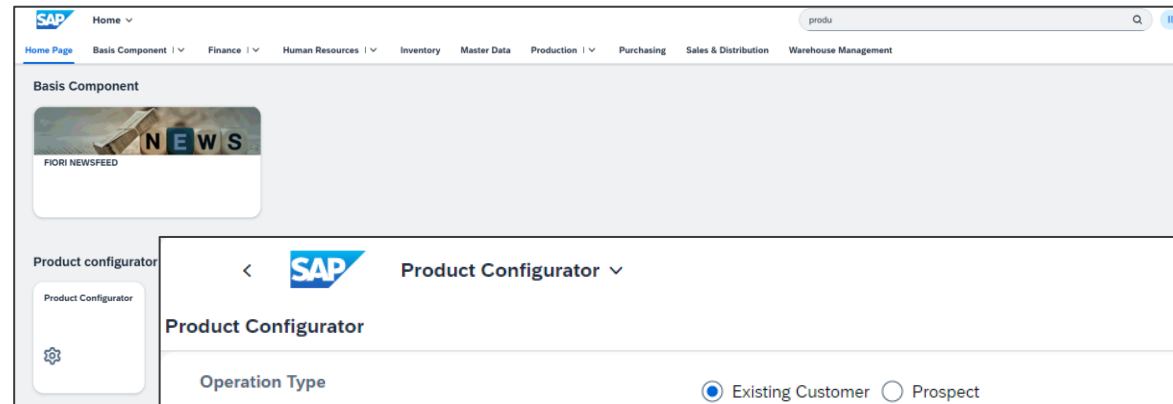 SAP Home produ
Home Page Basis Component Finance Human Resources Inventory Master Data Production Purchasing Sales & Distribution Warehouse Management
Basis Component
NEWS
FIORI NEWSFEED
Product configurator
Product Configurator
SAP Product Configurator
Product Configurator
Operation Type Existing Customer Prospect